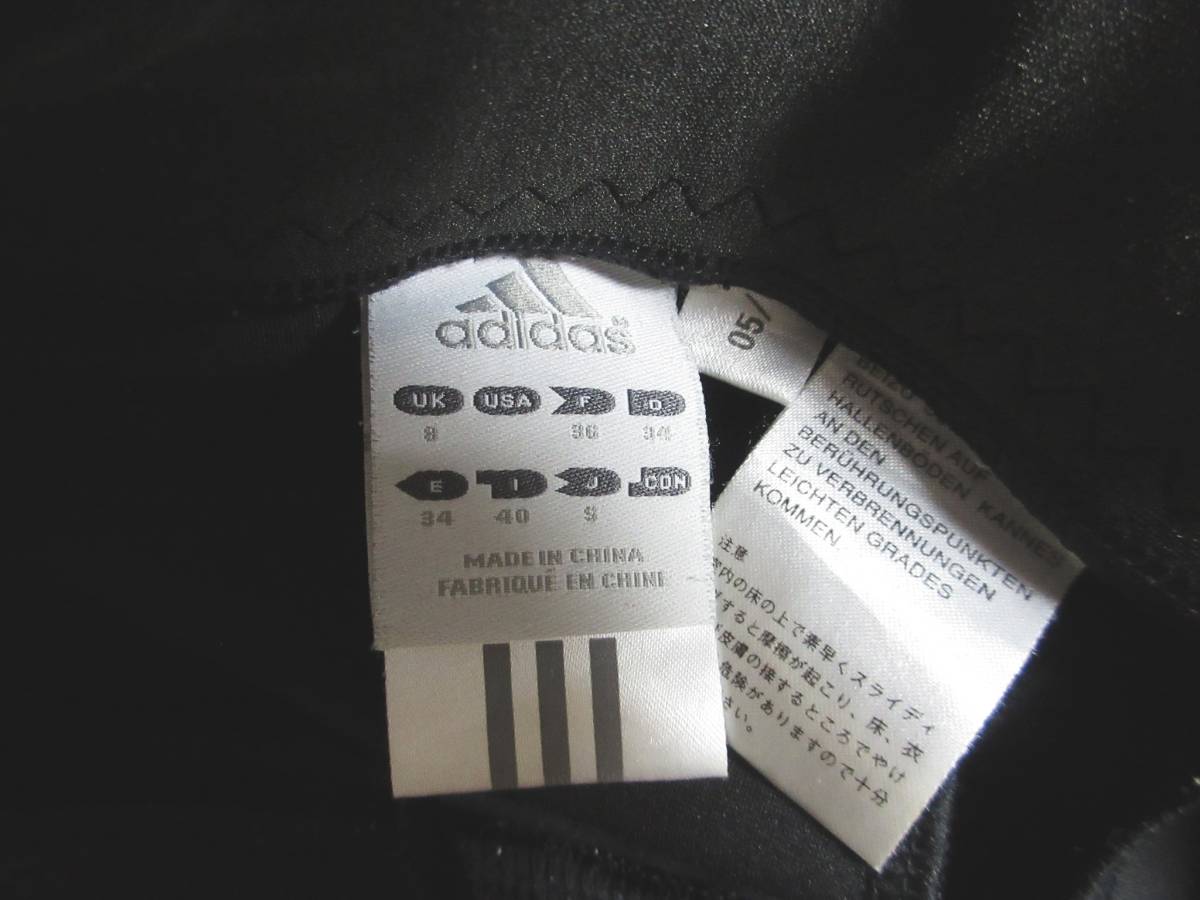 adidas
UK USA F D
8 36 34
E I J CDN
34 40 S
MADE IN CHINA
FABRIQUÉ EN CHINE
05/
RUTSCHEN AUF
HALLENBÖDEN KANN ES
AN DEN
BERÜHRUNGSPUNKTEN
ZU VERBRENNUNGEN
LEICHTEN GRADES
KOMMEN.
注意
内の床の上で素早くスライディ
すると摩擦が起こり、床、衣
皮膚の接するところでやけ
危険がありますので十分
さい。